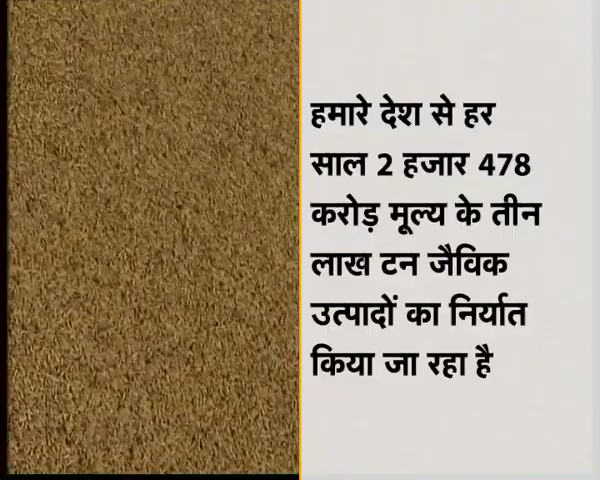 हमारे देश से हर
साल 2 हजार 478
करोड़ मूल्य के तीन
लाख टन जैविक
उत्पादों का निर्यात
किया जा रहा है